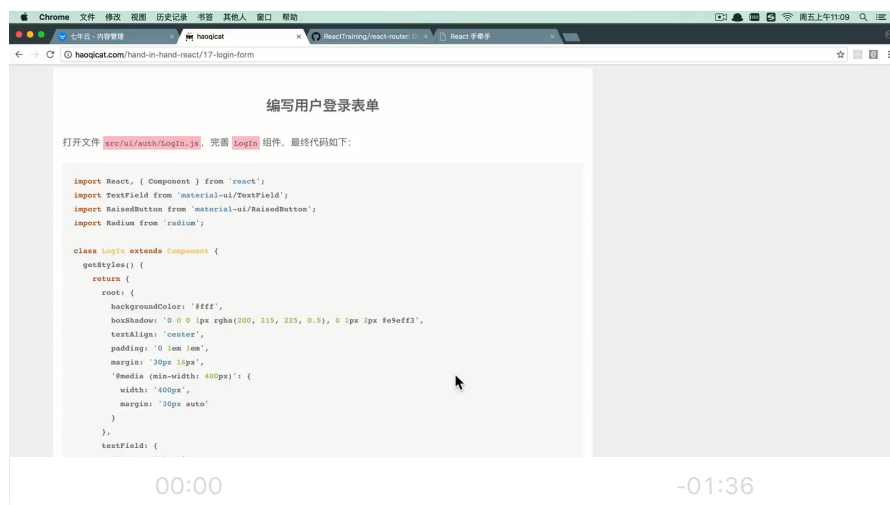 Chrome 文件 修改 视图 历史记录 书签 其他人 窗口 帮助 周五上午11:09
七牛云 - 内容管理 haoqicat ReactTraining/react-router: React 手牵手
haoqicat.com/hand-in-hand-react/17-login-form
编写用户登录表单
打开文件 src/ui/auth/LogIn.js，完善 LogIn 组件，最终代码如下：
import React, { Component } from 'react';
import TextField from 'material-ui/TextField';
import RaisedButton from 'material-ui/RaisedButton';
import Radium from 'radium';
class LogIn extends Component {
getStyles() {
return {
root: {
backgroundColor: '#fff',
boxShadow: '0 0 0 1px rgba(200, 215, 225, 0.5), 0 1px 2px #e9eff3',
textAlign: 'center',
padding: '0 1em 1em',
margin: '30px 16px',
'@media (min-width: 400px)': {
width: '400px',
margin: '30px auto'
}
},
textField: {
00:00 -01:36